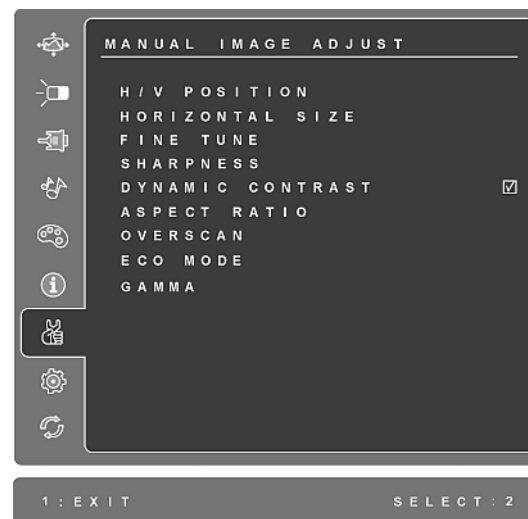 MANUAL IMAGE ADJUST
H/V POSITION
HORIZONTAL SIZE
FINE TUNE
SHARPNESS
DYNAMIC CONTRAST
ASPECT RATIO
OVERSCAN
ECO MODE
GAMMA
1:EXIT SELECT:2